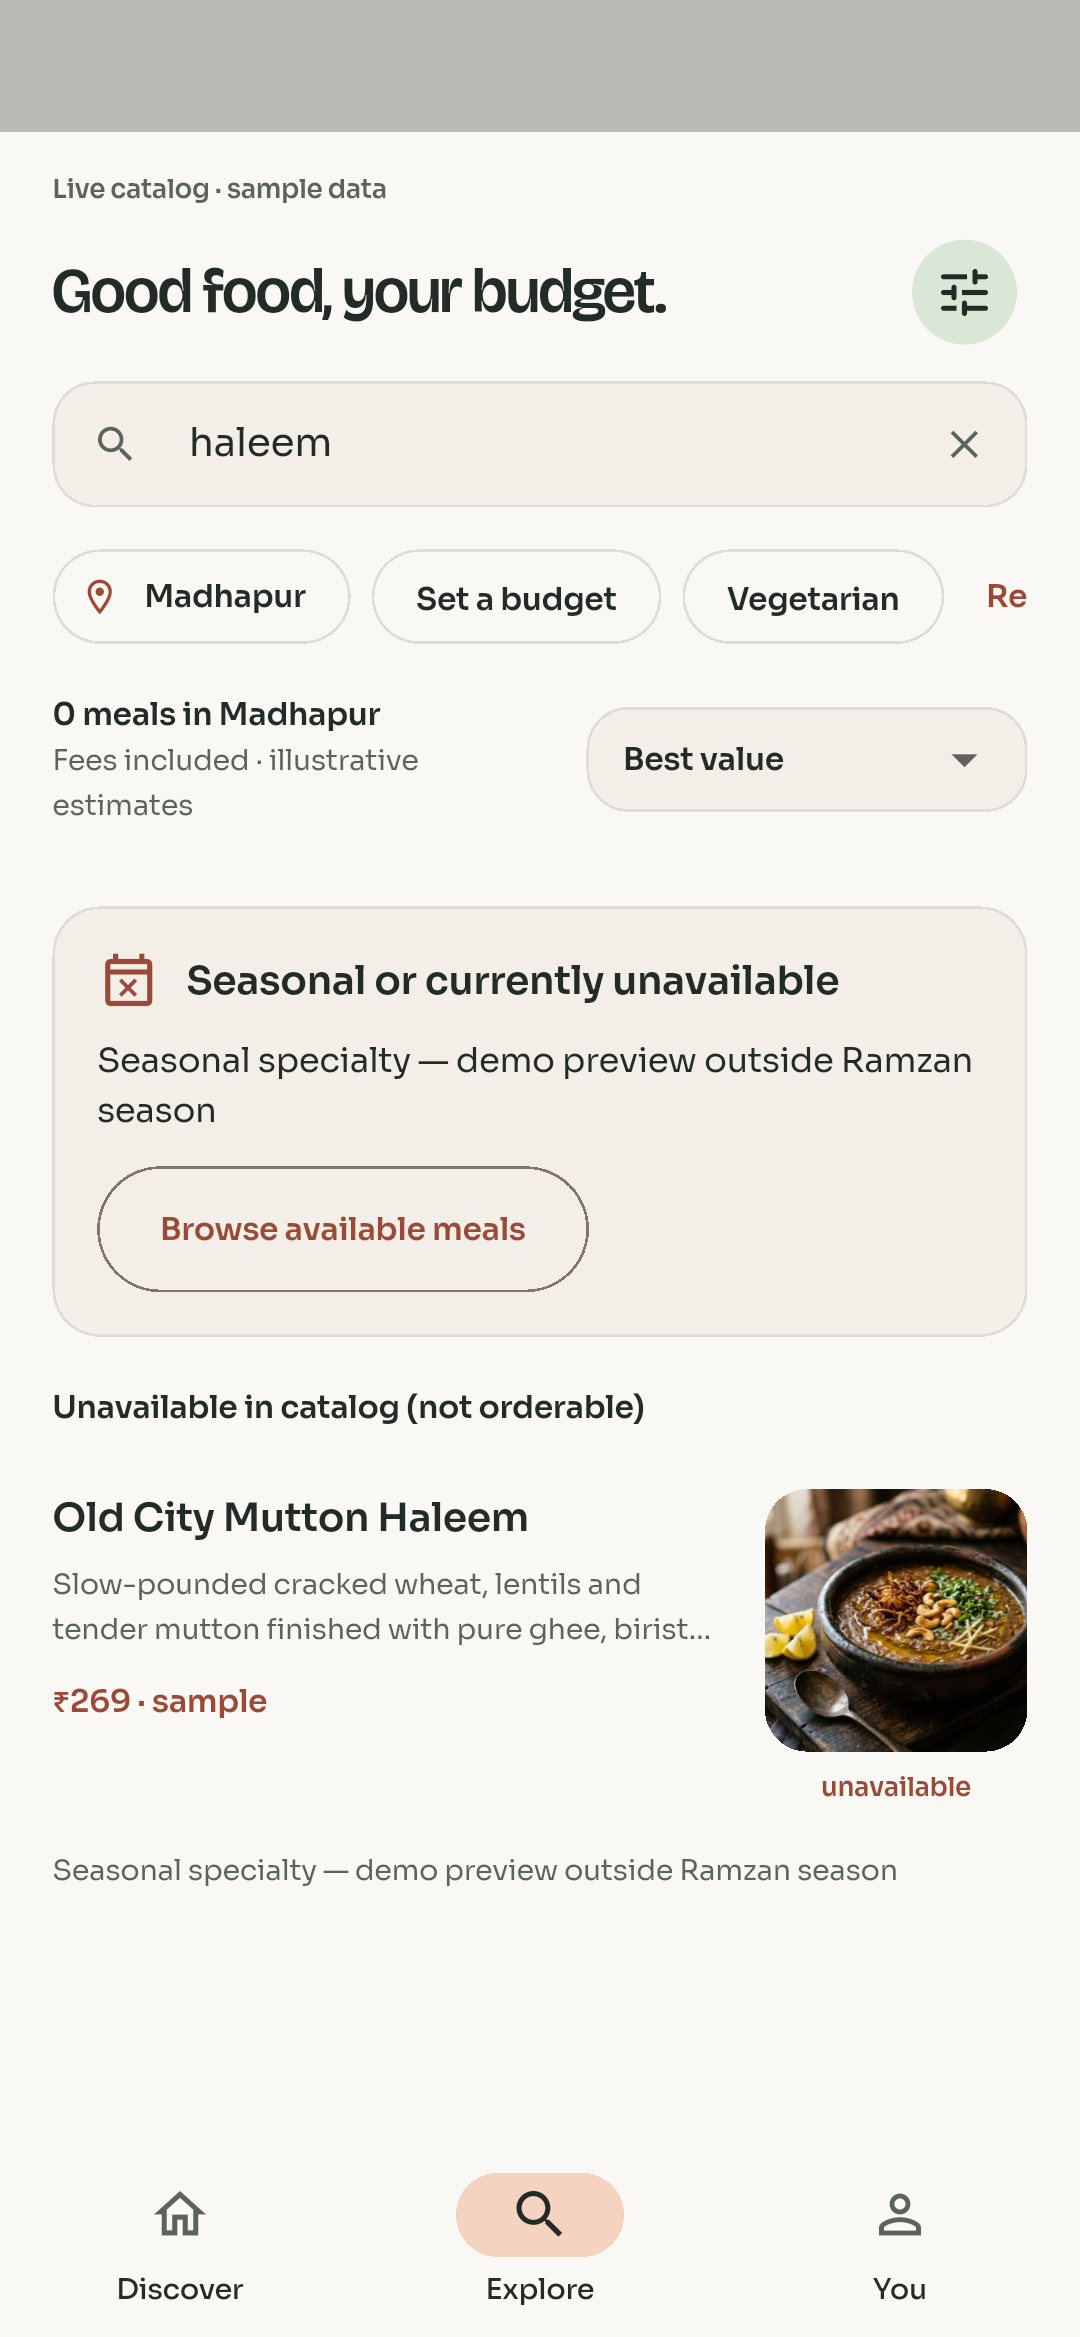 Live catalog · sample data
Good food, your budget.
haleem
Madhapur
Set a budget
Vegetarian
Re
0 meals in Madhapur
Fees included · illustrative
estimates
Best value
Seasonal or currently unavailable
Seasonal specialty — demo preview outside Ramzan
season
Browse available meals
Unavailable in catalog (not orderable)
Old City Mutton Haleem
Slow-pounded cracked wheat, lentils and
tender mutton finished with pure ghee, birist...
₹269 · sample
unavailable
Seasonal specialty — demo preview outside Ramzan season
Discover
Explore
You